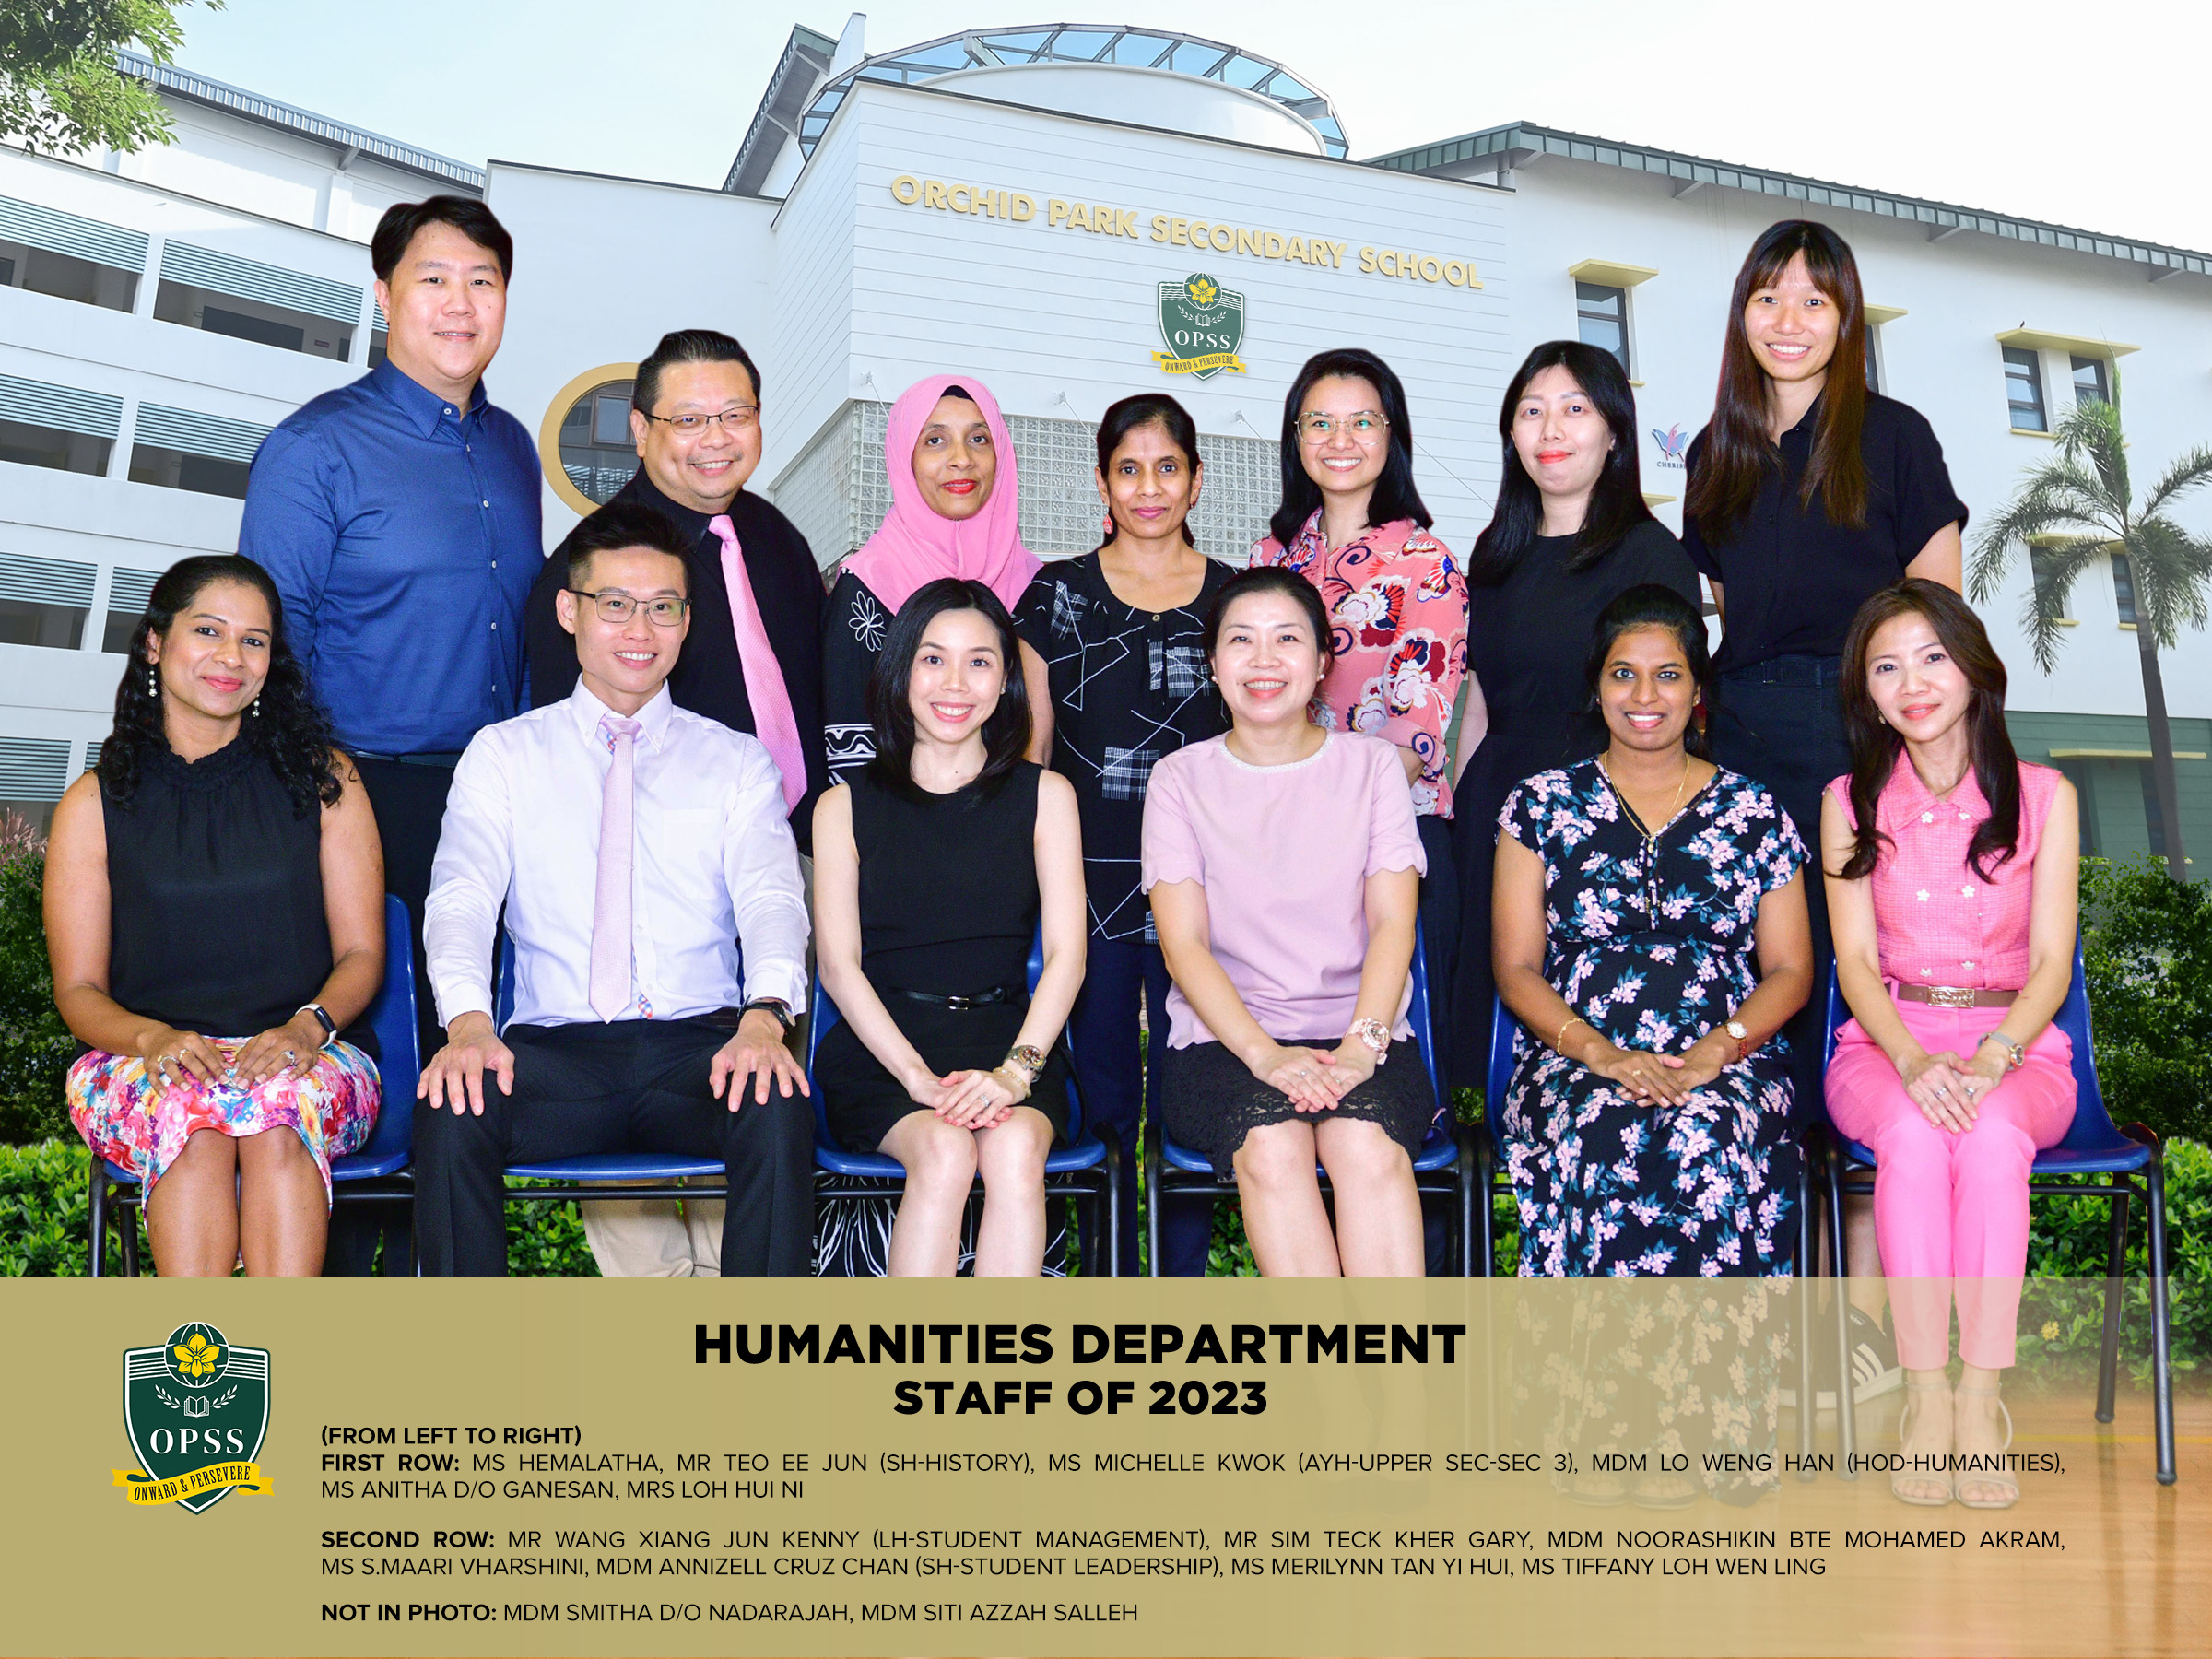 ORCHID PARK SECONDARY SCHOOL
OPSS
ONWARD & PERSEVERE
HUMANITIES DEPARTMENT
STAFF OF 2023
OPSS
ONWARD & PERSEVERE
(FROM LEFT TO RIGHT)
FIRST ROW: MS HEMALATHA, MR TEO EE JUN (SH-HISTORY), MS MICHELLE KWOK (AYH-UPPER SEC-SEC 3), MDM LO WENG HAN (HOD-HUMANITIES),
MS ANITHA D/O GANESAN, MRS LOH HUI NI
SECOND ROW: MR WANG XIANG JUN KENNY (LH-STUDENT MANAGEMENT), MR SIM TECK KHER GARY, MDM NOORASHIKIN BTE MOHAMED AKRAM,
MS S.MAARI VHARSHINI, MDM ANNIZELL CRUZ CHAN (SH-STUDENT LEADERSHIP), MS MERILYNN TAN YI HUI, MS TIFFANY LOH WEN LING
NOT IN PHOTO: MDM SMITHA D/O NADARAJAH, MDM SITI AZZAH SALLEH